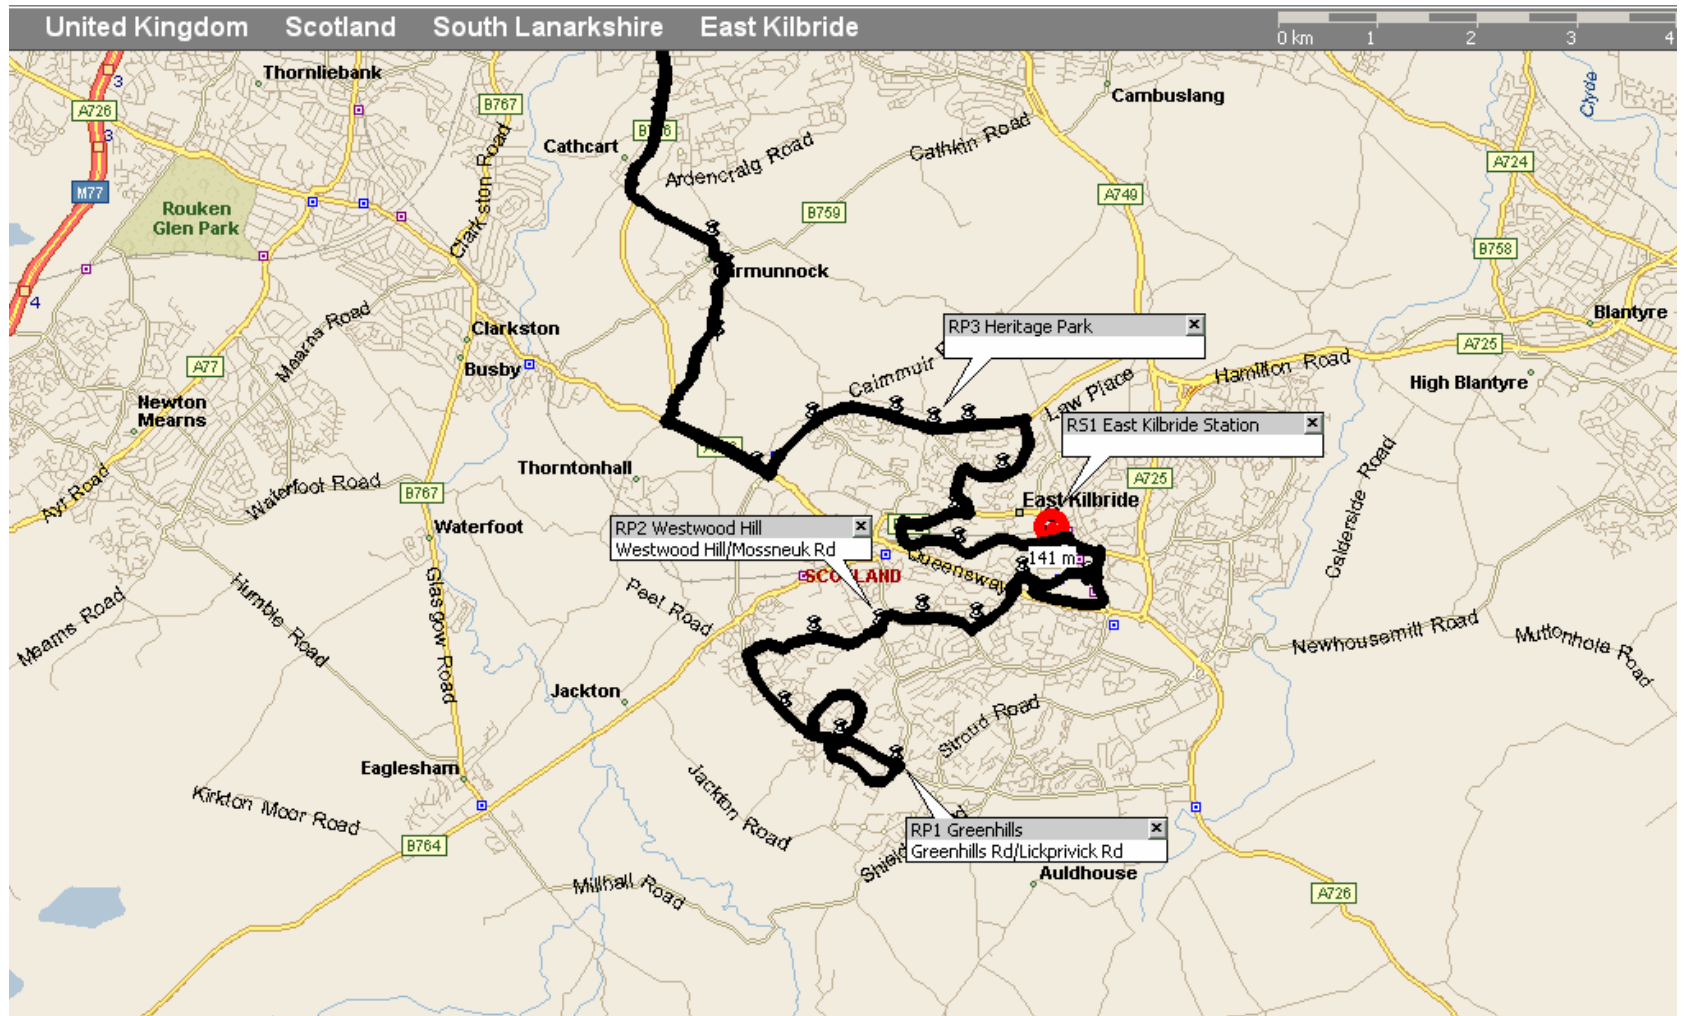 United Kingdom Scotland South Lanarkshire East Kilbride
0 km 1 2 3 4
Thornliebank
3
A726
B767
Cambuslang
Clyde
3
Cathcart
Ardencraig Road
Cathkin Road
A724
M77
A749
Rouken
Glen Park
B759
Clarkston Road
B758
4
Carmunnock
Mearns Road
Clarkston
RP3 Heritage Park
Blantyre
A77
Busby
Cairnmuir
A725
Hamilton Road
High Blantyre
Law Place
Newton
Mearns
RS1 East Kilbride Station
Thorntonhall
A725
Calderside Road
Ayr Road
Waterfoot Road
B767
East Kilbride
Waterfoot
RP2 Westwood Hill
Westwood Hill/Mossneuk Rd
141 m
Queensway
SCOTLAND
Peel Road
Humbie Road
Glasgow Road
Mearns Road
Newhousemill Road
Muttonhole Road
Jackton
Stroud Road
Eaglesham
Kirkton Moor Road
Jackton Road
B764
RP1 Greenhills
Greenhills Rd/Lickprivick Rd
Auldhouse
Millhall Road
A726